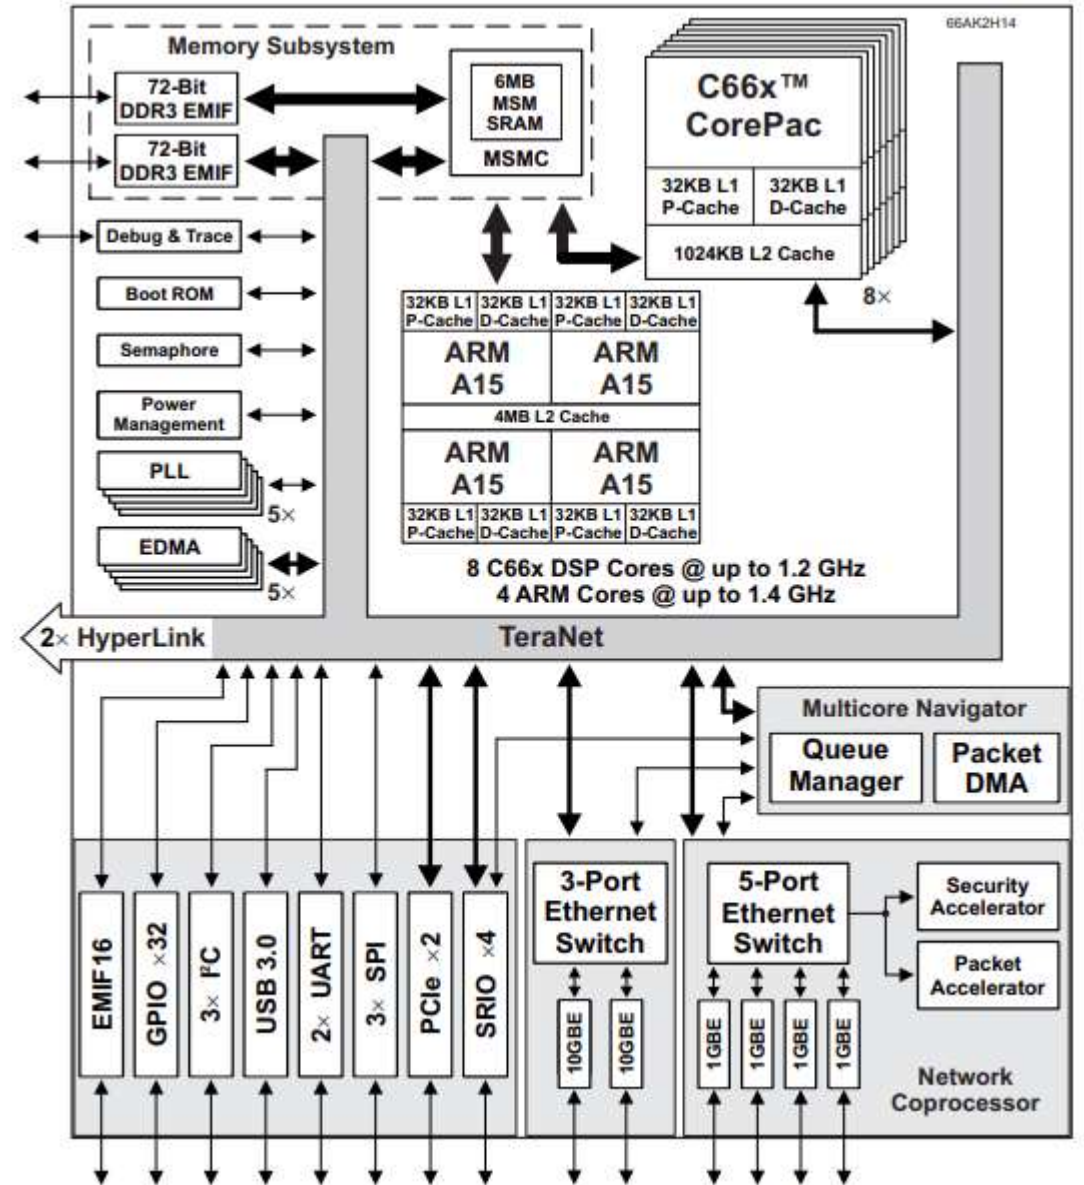 66AK2H14
Memory Subsystem
72-Bit
DDR3 EMIF
72-Bit
DDR3 EMIF
6MB
MSM
SRAM
MSMC
C66x™
CorePac
32KB L1
P-Cache
32KB L1
D-Cache
1024KB L2 Cache
8×
Debug & Trace
Boot ROM
Semaphore
Power
Management
PLL
5×
EDMA
5×
32KB L1 32KB L1 32KB L1 32KB L1
P-Cache D-Cache P-Cache D-Cache
ARM
A15
ARM
A15
4MB L2 Cache
ARM
A15
ARM
A15
32KB L1 32KB L1 32KB L1 32KB L1
P-Cache D-Cache P-Cache D-Cache
8 C66x DSP Cores @ up to 1.2 GHz
4 ARM Cores @ up to 1.4 GHz
2× HyperLink
TeraNet
Multicore Navigator
Queue
Manager
Packet
DMA
EMIF16
GPIO ×32
3× I²C
USB 3.0
2× UART
3× SPI
PCIe ×2
SRIO ×4
3-Port
Ethernet
Switch
10GBE
10GBE
5-Port
Ethernet
Switch
1GBE
1GBE
1GBE
1GBE
Security
Accelerator
Packet
Accelerator
Network
Coprocessor